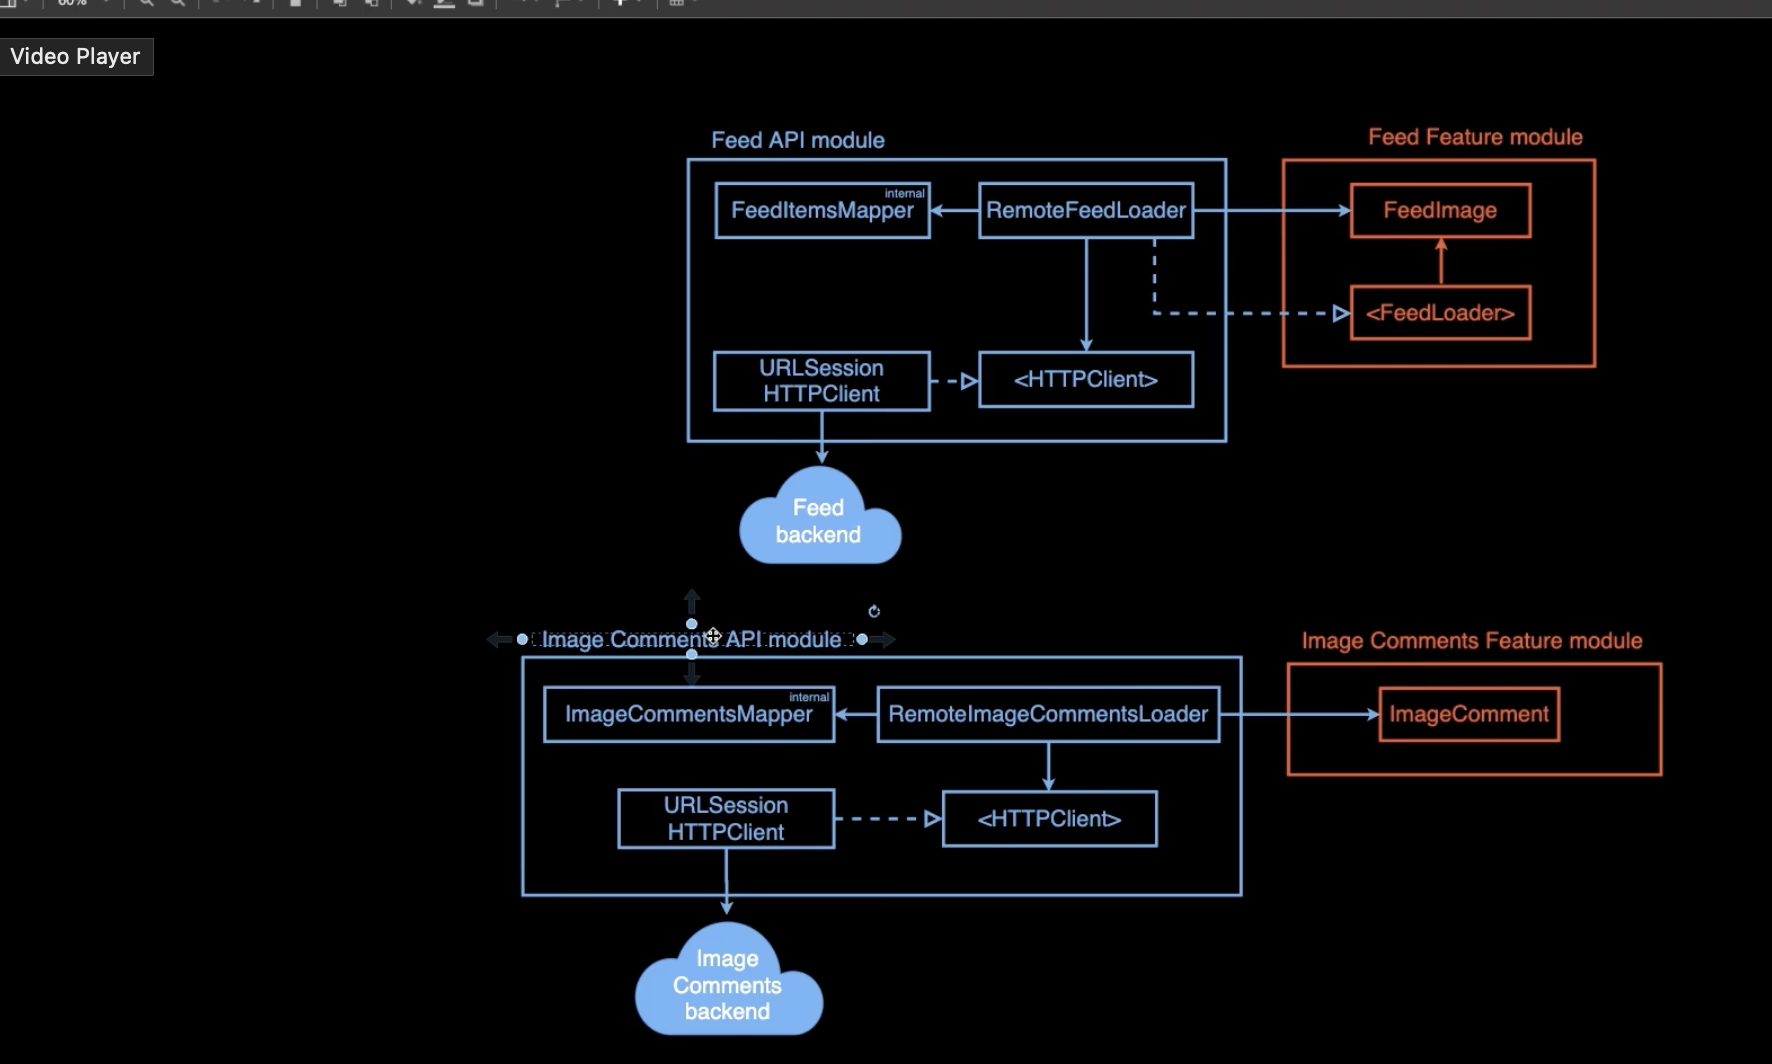 60%
Video Player
Feed API module
Feed Feature module
internal
FeedItemsMapper
RemoteFeedLoader
FeedImage
<FeedLoader>
URLSession
HTTPClient
<HTTPClient>
Feed
backend
Image Comments API module
Image Comments Feature module
internal
ImageCommentsMapper
RemoteImageCommentsLoader
ImageComment
URLSession
HTTPClient
<HTTPClient>
Image
Comments
backend